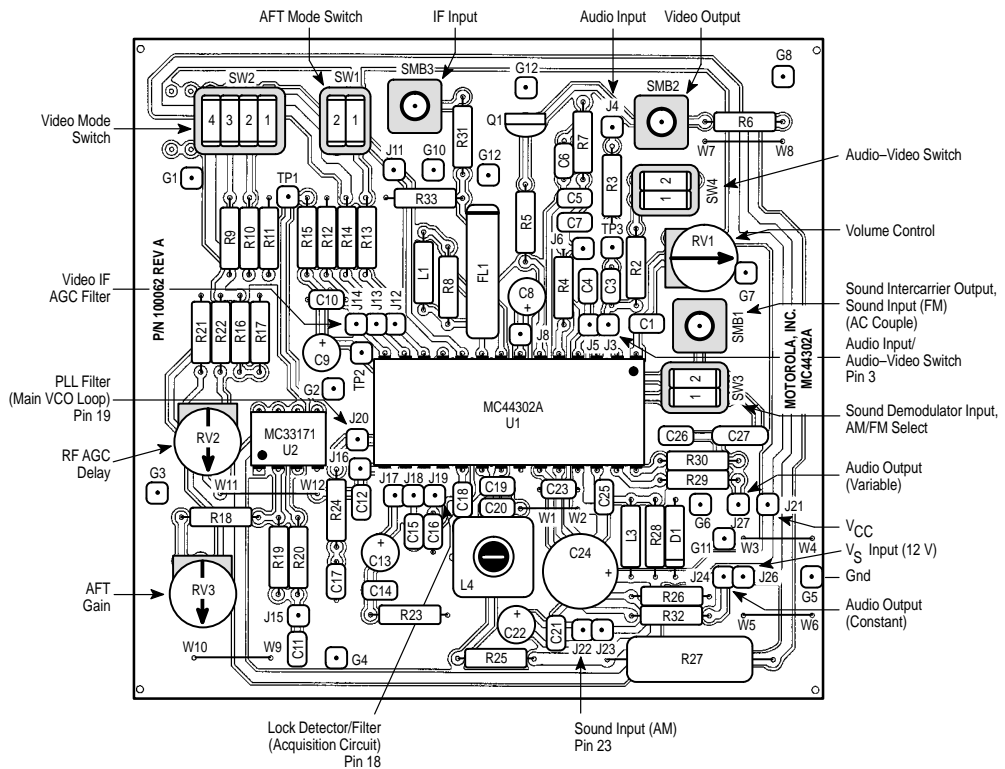 AFT Mode Switch
IF Input
Audio Input
Video Output
SW2
SW1
SMB3
G12
G8
J4
SMB2
Video Mode
Switch
4 3 2 1
2 1
Q1
R31
R7
R6
W7
W8
J11
G10
G12
C6
R3
Audio–Video Switch
G1
TP1
R33
C5
2
1
SW4
R9
R10
R11
R15
R12
R14
R13
R5
C7
J6
TP3
R2
RV1
Volume Control
P/N 100062 REV A
L1
R8
FL1
Video IF
AGC Filter
C10
J14
J13
J12
C8
R4
C4
C3
G7
Sound Intercarrier Output,
Sound Input (FM)
(AC Couple)
R21
R22
R16
R17
C9
J8
J5
J3
C1
SMB1
MOTOROLA, INC.
MC44302A
TP2
Audio Input/
Audio–Video Switch
Pin 3
PLL Filter
(Main VCO Loop)
Pin 19
G2
MC44302A
U1
2
1
SW3
Sound Demodulator Input,
AM/FM Select
RV2
MC33171
U2
J20
C26
C27
RF AGC
Delay
J16
R30
R29
Audio Output
(Variable)
G3
W11
W12
C12
J17
J18
J19
C18
C19
C20
C23
C25
R18
R24
C15
C16
W1
W2
G6
J27
J21
VCC
R19
R20
C13
L4
C24
L3
R28
D1
G11
W3
W4
VS Input (12 V)
AFT
Gain
RV3
C17
C14
J24
J26
G5
Gnd
R26
J15
R23
C22
C21
R32
W5
W6
Audio Output
(Constant)
C11
J22
J23
W10
W9
G4
R25
R27
Lock Detector/Filter
(Acquisition Circuit)
Pin 18
Sound Input (AM)
Pin 23